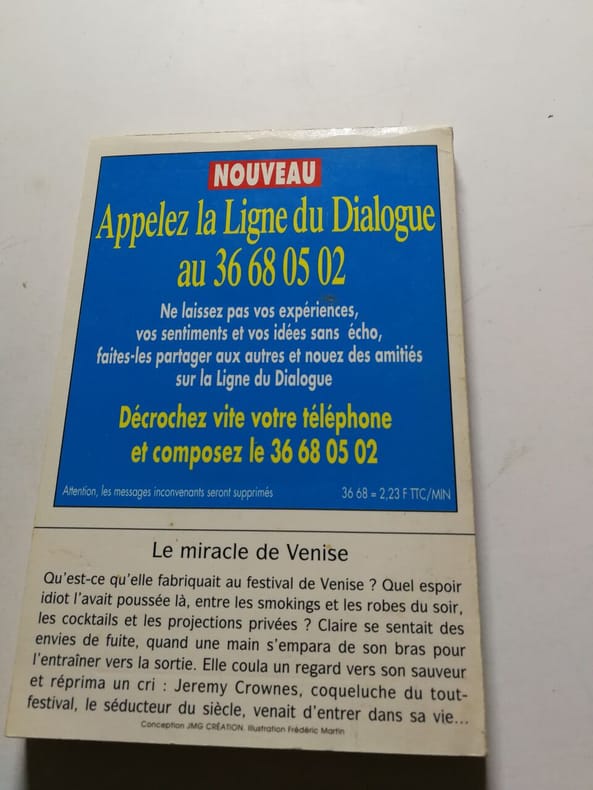 NOUVEAU
Appelez la Ligne du Dialogue
au 36 68 05 02
Ne laissez pas vos expériences,
vos sentiments et vos idées sans écho,
faites-les partager aux autres et nouez des amitiés
sur la Ligne du Dialogue
Décrochez vite votre téléphone
et composez le 36 68 05 02
Attention, les messages inconvenants seront supprimés 36 68 = 2,23 F TTC/MIN
Le miracle de Venise
Qu'est-ce qu'elle fabriquait au festival de Venise ? Quel espoir
idiot l'avait poussée là, entre les smokings et les robes du soir,
les cocktails et les projections privées ? Claire se sentait des
envies de fuite, quand une main s'empara de son bras pour
l'entraîner vers la sortie. Elle coula un regard vers son sauveur
et réprima un cri : Jeremy Crownes, coqueluche du tout-
festival, le séducteur du siècle, venait d'entrer dans sa vie...
Conception JMG CRÉATION. Illustration Frédéric Martin